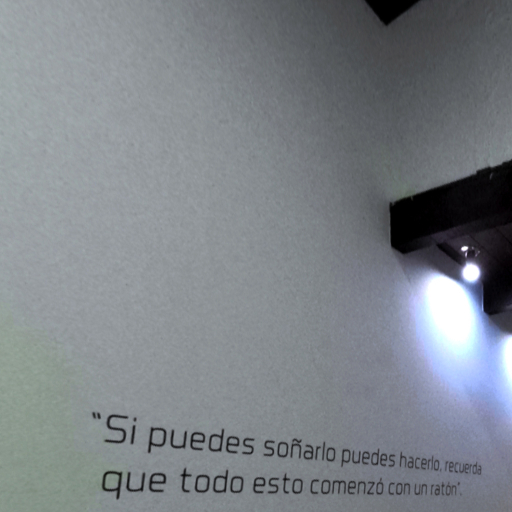 “Si puedes soñarlo puedes hacerlo, recuerda
que todo esto comenzó con un ratón”.